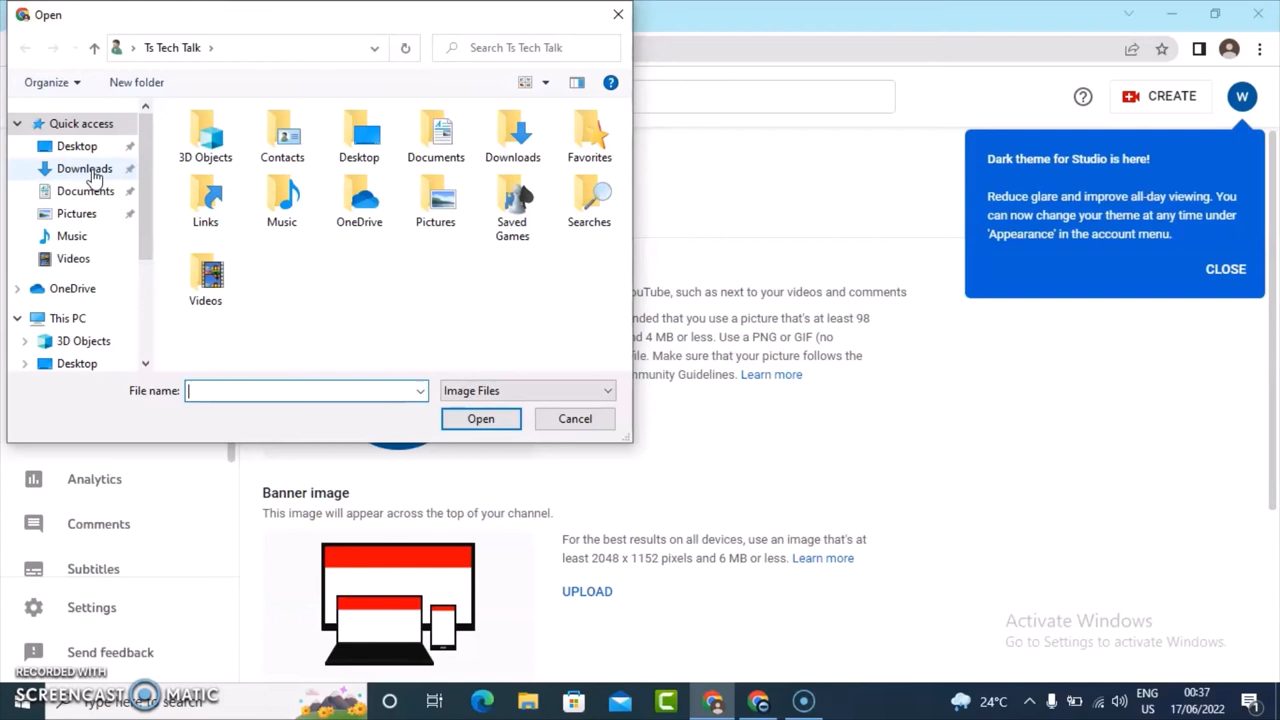 Open
Ts Tech Talk
Search Ts Tech Talk
Organize
New folder
Quick access
Desktop
Downloads
Documents
Pictures
Music
Videos
OneDrive
This PC
3D Objects
Desktop
3D Objects
Contacts
Desktop
Documents
Downloads
Favorites
Links
Music
OneDrive
Pictures
Saved
Games
Searches
Videos
File name:
Image Files
Open
Cancel
CREATE
W
Dark theme for Studio is here!
Reduce glare and improve all-day viewing. You
can now change your theme at any time under
'Appearance' in the account menu.
CLOSE
ouTube, such as next to your videos and comments
nded that you use a picture that's at least 98
d 4 MB or less. Use a PNG or GIF (no
file. Make sure that your picture follows the
mmunity Guidelines. Learn more
Analytics
Comments
Subtitles
Settings
Send feedback
Banner image
This image will appear across the top of your channel.
For the best results on all devices, use an image that's at
least 2048 x 1152 pixels and 6 MB or less. Learn more
UPLOAD
Activate Windows
Go to Settings to activate Windows.
RECORDED WITH
SCREENCAST MATIC
Type here to search
24°C
ENG
US
00:37
17/06/2022
1